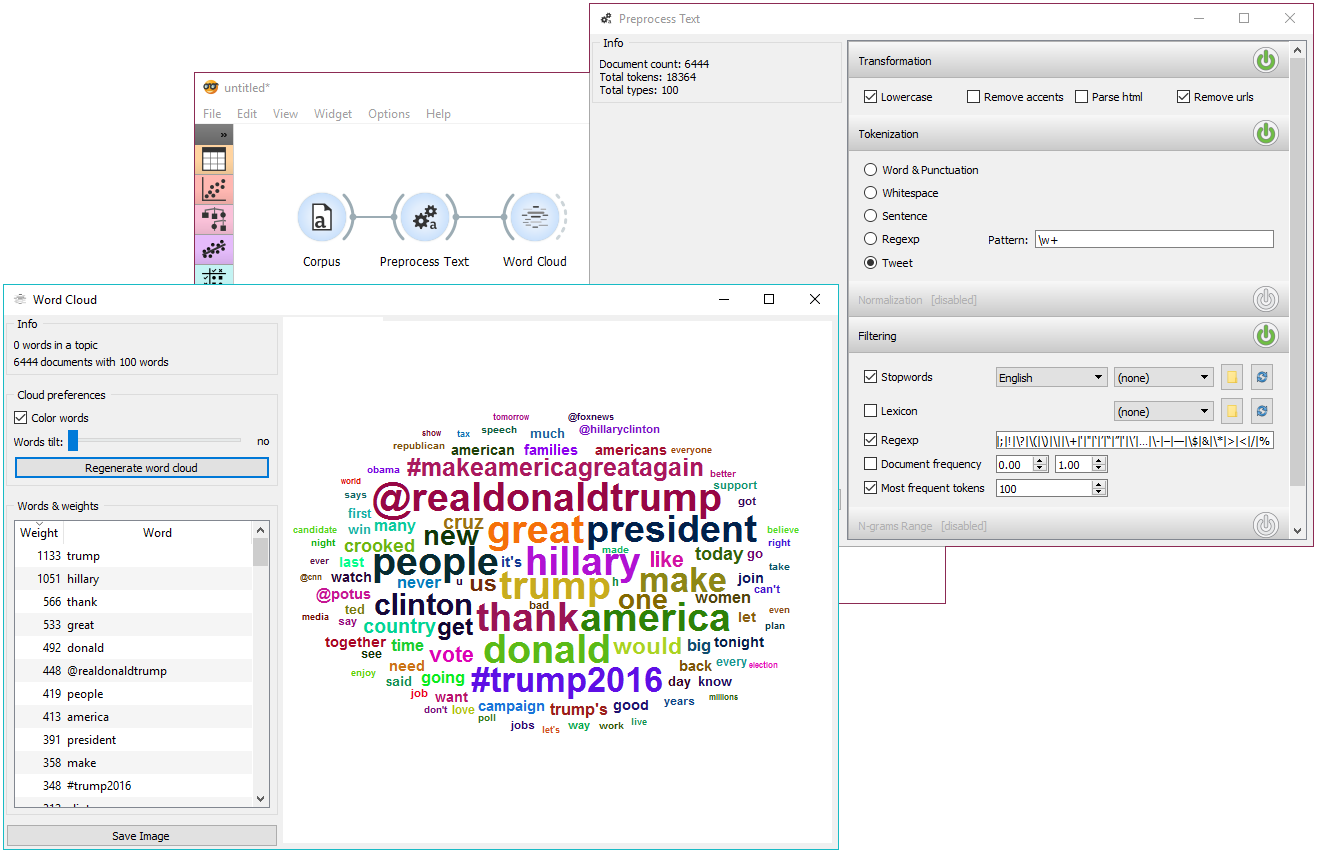 Preprocess Text
Info
Document count: 6444
Total tokens: 18364
Total types: 100
Transformation
Lowercase Remove accents Parse html Remove urls
Tokenization
Word & Punctuation
Whitespace
Sentence
Regexp Pattern: \w+
Tweet
Normalization [disabled]
Filtering
Stopwords English (none)
Lexicon (none)
Regexp
Document frequency 0.00 1.00
Most frequent tokens 100
N-grams Range [disabled]
untitled*
File Edit View Widget Options Help
»
a
a
Corpus Preprocess Text Word Cloud
Word Cloud
Info
0 words in a topic
6444 documents with 100 words
Cloud preferences
Color words
Words tilt: no
Regenerate word cloud
Words & weights
Weight Word
1133 trump
1051 hillary
566 thank
533 great
492 donald
448 @realdonaldtrump
419 people
413 america
391 president
358 make
348 #trump2016
Save Image
tomorrow @foxnews
show tax speech much @hillaryclinton
republican american families americans everyone
obama #makeamericagreatagain better
world @realdonaldtrump support
says got
first cruz
candidate win many new great president believe
night crooked made right
ever last people it's hillary like today go
@cnn watch never u us trump h make join take
@potus can't
media ted clinton bad one women even
say country get thank america let plan
together time donald would big tonight
see vote
enjoy need back every election
said going #trump2016 day know
job want millions
don't love campaign trump's good years
poll jobs let's way work live